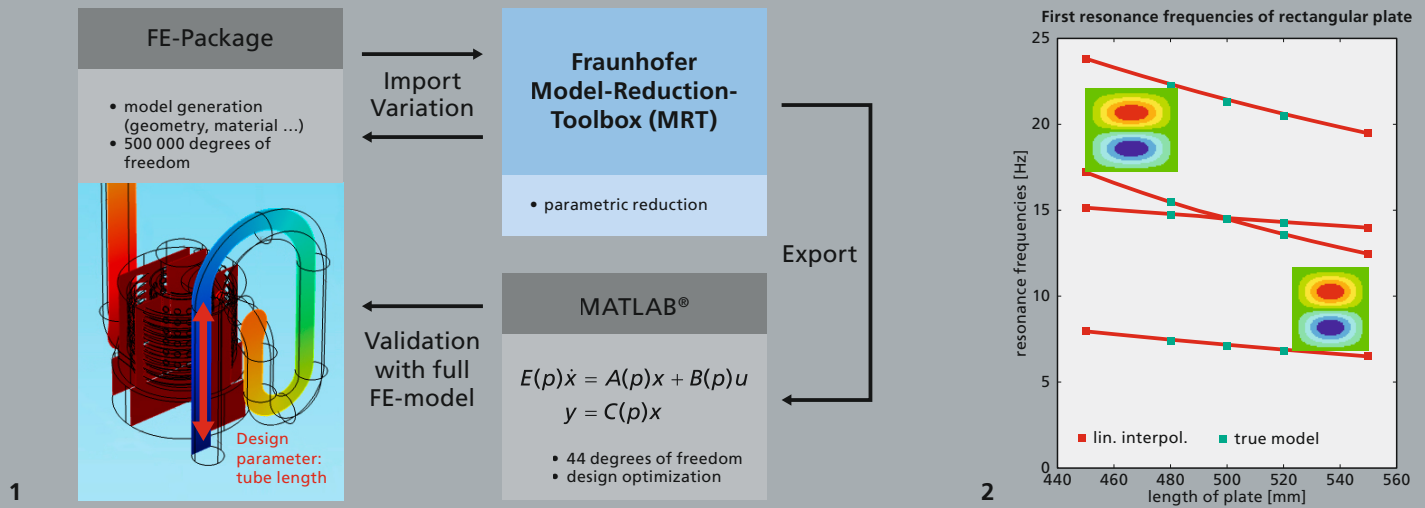 FE-Package
• model generation
(geometry, material ...)
• 500 000 degrees of
freedom
Design
parameter:
tube length
1
Import
Variation
Fraunhofer
Model-Reduction-
Toolbox (MRT)
• parametric reduction
Export
MATLAB®
E(p)ẋ = A(p)x + B(p)u
y = C(p)x
• 44 degrees of freedom
• design optimization
Validation
with full
FE-model
2
First resonance frequencies of rectangular plate
resonance frequencies [Hz]
25
20
15
10
5
0
lin. interpol.
true model
440 460 480 500 520 540 560
length of plate [mm]